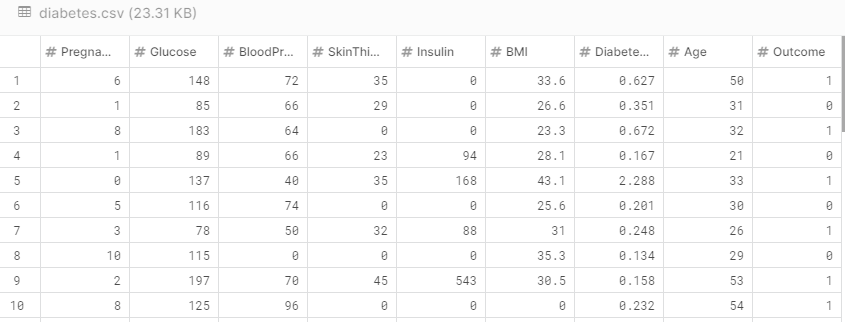 diabetes.csv (23.31 KB)
# Pregna... # Glucose # BloodPr... # SkinThi... # Insulin # BMI # Diabete... # Age # Outcome
1 6 148 72 35 0 33.6 0.627 50 1
2 1 85 66 29 0 26.6 0.351 31 0
3 8 183 64 0 0 23.3 0.672 32 1
4 1 89 66 23 94 28.1 0.167 21 0
5 0 137 40 35 168 43.1 2.288 33 1
6 5 116 74 0 0 25.6 0.201 30 0
7 3 78 50 32 88 31 0.248 26 1
8 10 115 0 0 0 35.3 0.134 29 0
9 2 197 70 45 543 30.5 0.158 53 1
10 8 125 96 0 0 0 0.232 54 1